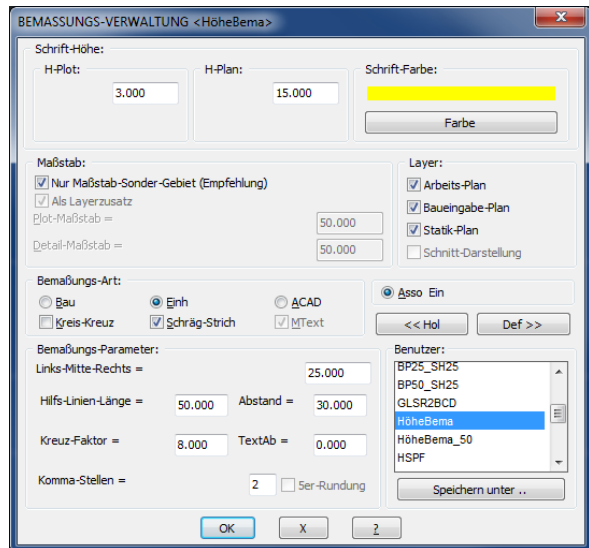 BEMASSUNGS-VERWALTUNG <HöheBema>
Schrift-Höhe:
H-Plot:
3.000
H-Plan:
15.000
Schrift-Farbe:
Farbe
Maßstab:
Nur Maßstab-Sonder-Gebiet (Empfehlung)
Als Layerzusatz
Plot-Maßstab =
50.000
Detail-Maßstab =
50.000
Layer:
Arbeits-Plan
Baueingabe-Plan
Statik-Plan
Schnitt-Darstellung
Bemaßungs-Art:
Bau Einh ACAD
Kreis-Kreuz Schräg-Strich MText
Asso Ein
<< Hol Def >>
Bemaßungs-Parameter:
Links-Mitte-Rechts = 25.000
Hilfs-Linien-Länge = 50.000 Abstand = 30.000
Kreuz-Faktor = 8.000 TextAb = 0.000
Komma-Stellen = 2 5er-Rundung
Benutzer:
BP25_SH25
BP50_SH25
GLSR2BCD
HöheBema
HöheBema_50
HSPF
Speichern unter ..
OK X ?